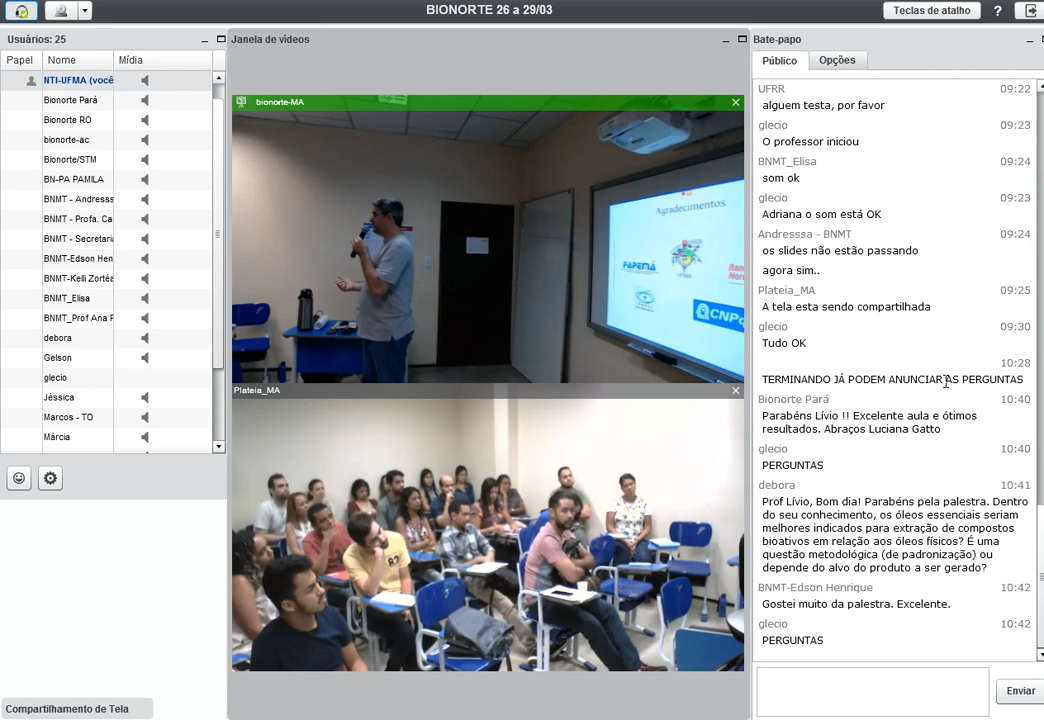 BIONORTE 26 a 29/03
Teclas de atalho
?
Usuários: 25
Papel Nome Mídia
NTI-UFMA (você
Bionorte Pará
Bionorte RO
bionorte-ac
Bionorte/STM
BN-PA PAMILA
BNMT - Andresss
BNMT - Profa. Ca
BNMT - Secretari
BNMT-Edson Hen
BNMT-Kelli Zortéa
BNMT_Elisa
BNMT_Prof Ana P
debora
Gelson
glecio
Jéssica
Marcos - TO
Márcia
Compartilhamento de Tela
Janela de vídeos
bionorte-MA
Agradecimentos
FAPEMÁ
UFMA
CNPq
Plateia_MA
Bate-papo
Público Opções
UFRR 09:22
alguem testa, por favor
glecio 09:23
O professor iniciou
BNMT_Elisa 09:24
som ok
glecio 09:23
Adriana o som está OK
Andresssa - BNMT 09:24
os slides não estão passando
agora sim..
Plateia_MA 09:25
A tela esta sendo compartilhada
glecio 09:30
Tudo OK
10:28
TERMINANDO JÁ PODEM ANUNCIAR AS PERGUNTAS
Bionorte Pará 10:40
Parabéns Lívio !! Excelente aula e ótimos
resultados. Abraços Luciana Gatto
glecio 10:40
PERGUNTAS
debora 10:41
Prof Lívio, Bom dia! Parabéns pela palestra. Dentro
do seu conhecimento, os óleos essenciais seriam
melhores indicados para extração de compostos
bioativos em relação aos óleos físicos? É uma
questão metodológica (de padronização) ou
depende do alvo do produto a ser gerado?
BNMT-Edson Henrique 10:42
Gostei muito da palestra. Excelente.
glecio 10:42
PERGUNTAS
Enviar